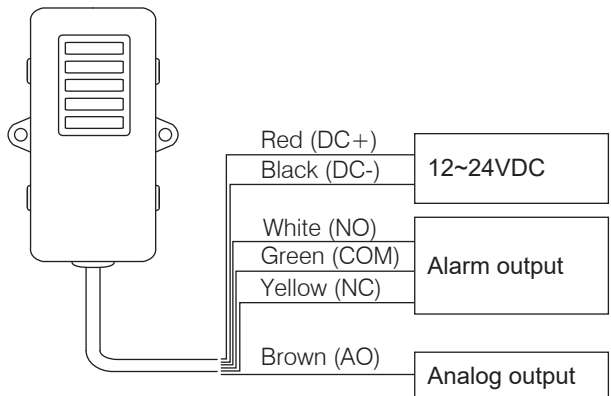 Red (DC+)
Black (DC-)
12~24VDC
White (NO)
Green (COM)
Yellow (NC)
Alarm output
Brown (AO)
Analog output